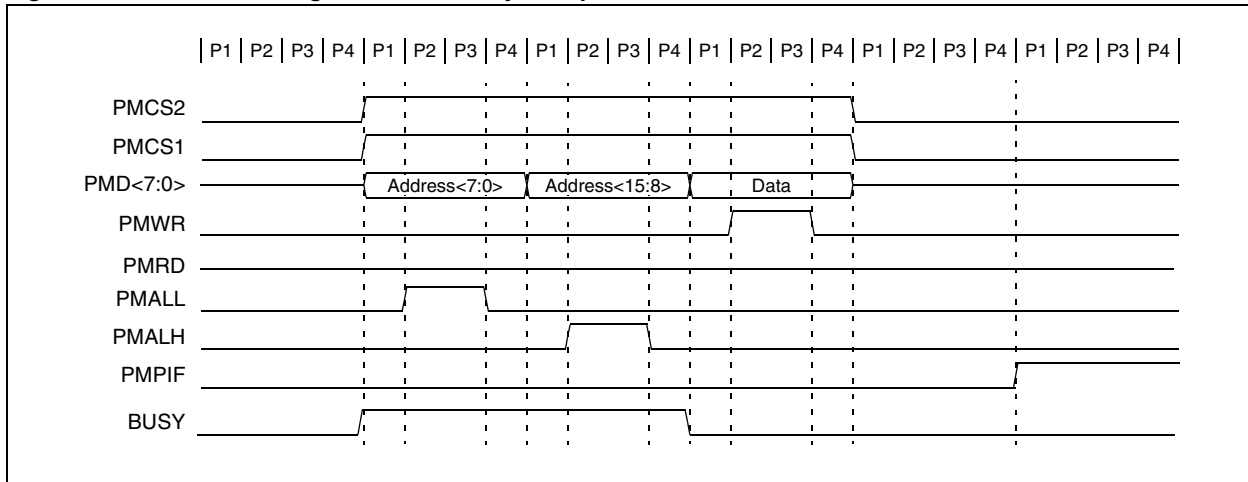 | P1 | P2 | P3 | P4 | P1 | P2 | P3 | P4 | P1 | P2 | P3 | P4 | P1 | P2 | P3 | P4 | P1 | P2 | P3 | P4 | P1 | P2 | P3 | P4 |
PMCS2
PMCS1
PMD<7:0> Address<7:0> Address<15:8> Data
PMWR
PMRD
PMALL
PMALH
PMPIF
BUSY